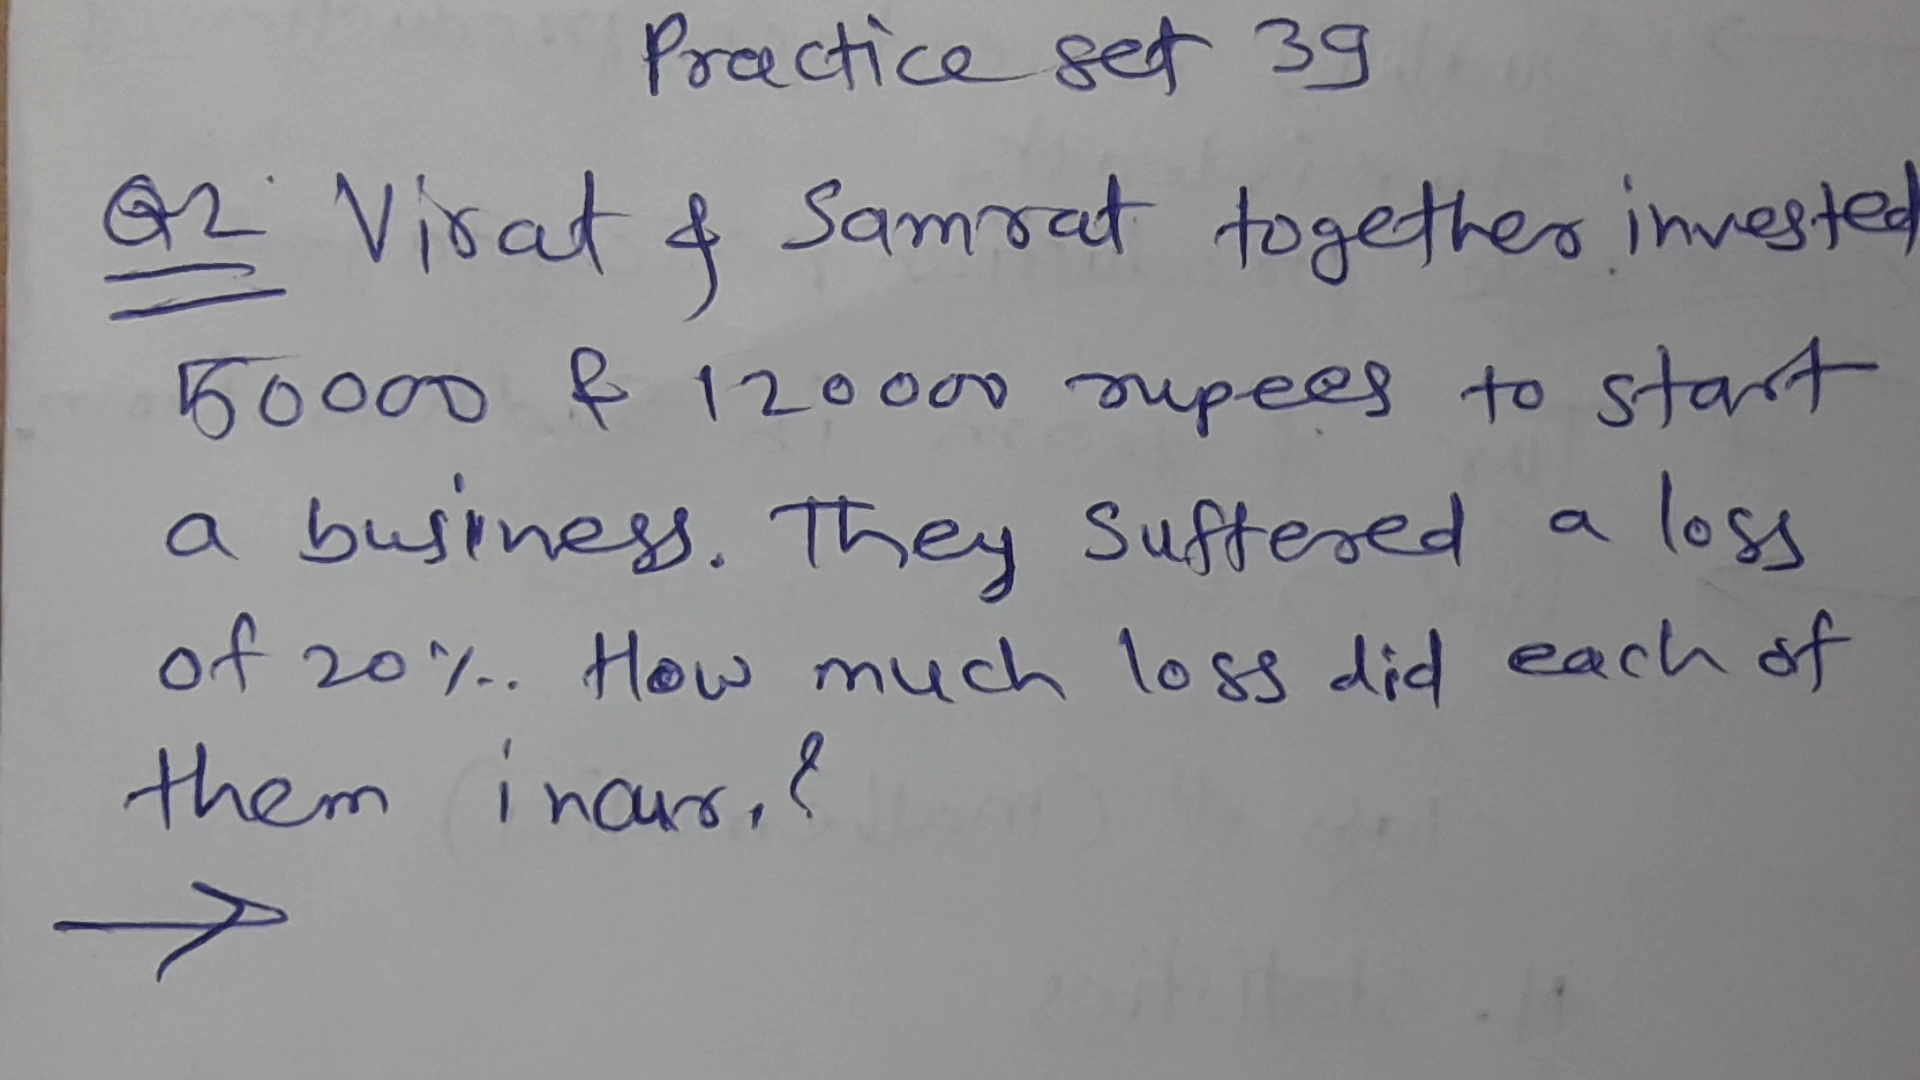 Practice set 39
Q2 Virat & Samrat together invested
50000 & 120000 rupees to start
a business. They suffered a loss
of 20%. How much loss did each of
them incur.?
→